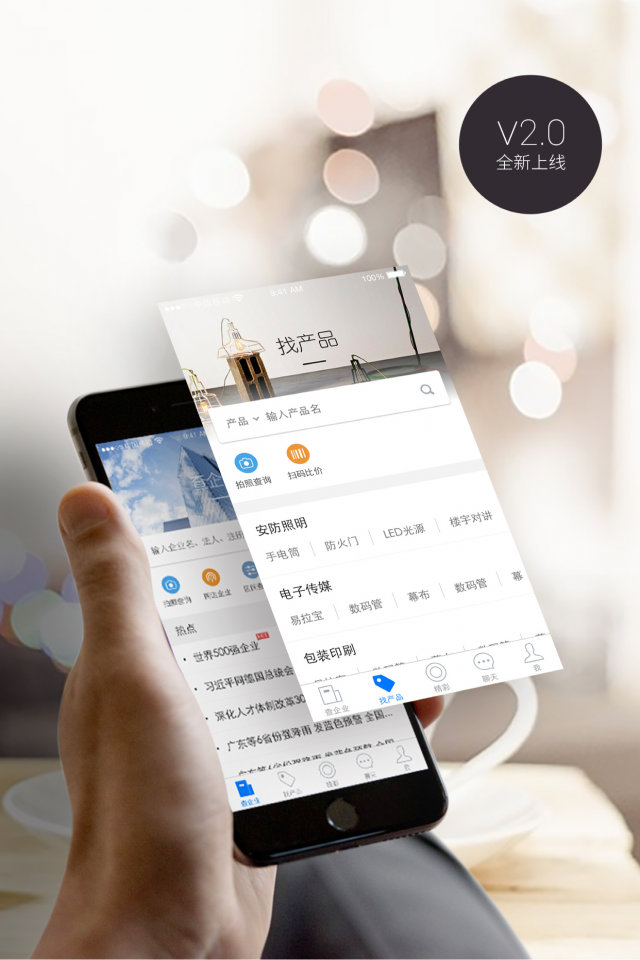 V2.0
全新上线
9:41 AM
100%
找产品
产品 输入产品名
拍照查询 扫码比价
安防照明
手电筒 防火门 LED光源 楼宇对讲
电子传媒
易拉宝 数码管 幕布 数码管 幕
包装印刷
查企业 找产品 精彩 聊天 我
9:41 AM
输入企业名、法人、注册
拍照查询
热点
世界500强企业
习近平网德国总统会
深化人才体制改革30
广东等6省份强降雨 发蓝色预警 全国...
查企业 找产品 精彩 聊天 我